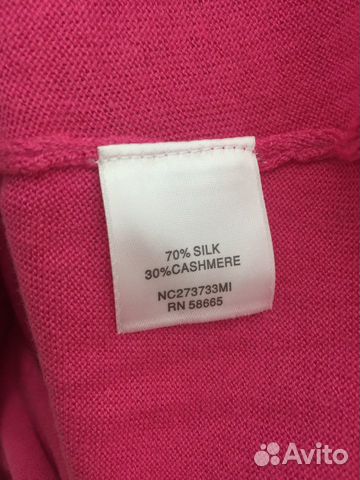 70% SILK
30%CASHMERE
NC273733MI
RN 58665
Avito